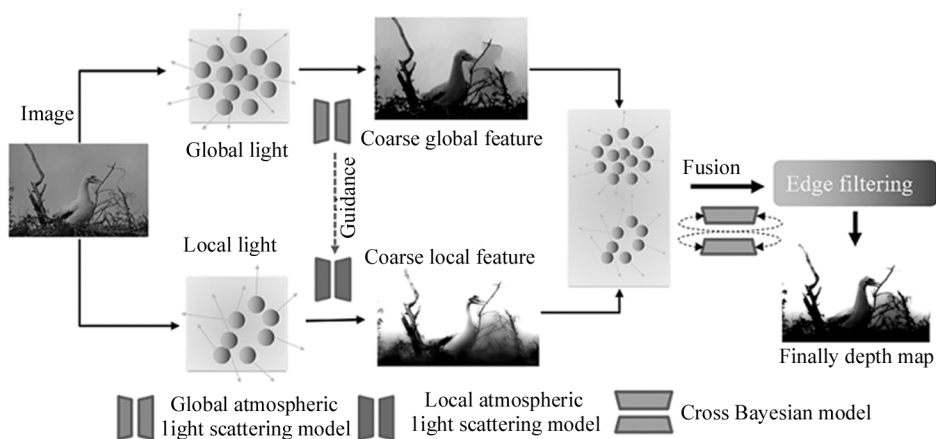 Image
Global light
Coarse global feature
Guidance
Local light
Coarse local feature
Fusion
Edge filtering
Finally depth map
Global atmospheric
light scattering model
Local atmospheric
light scattering model
Cross Bayesian model